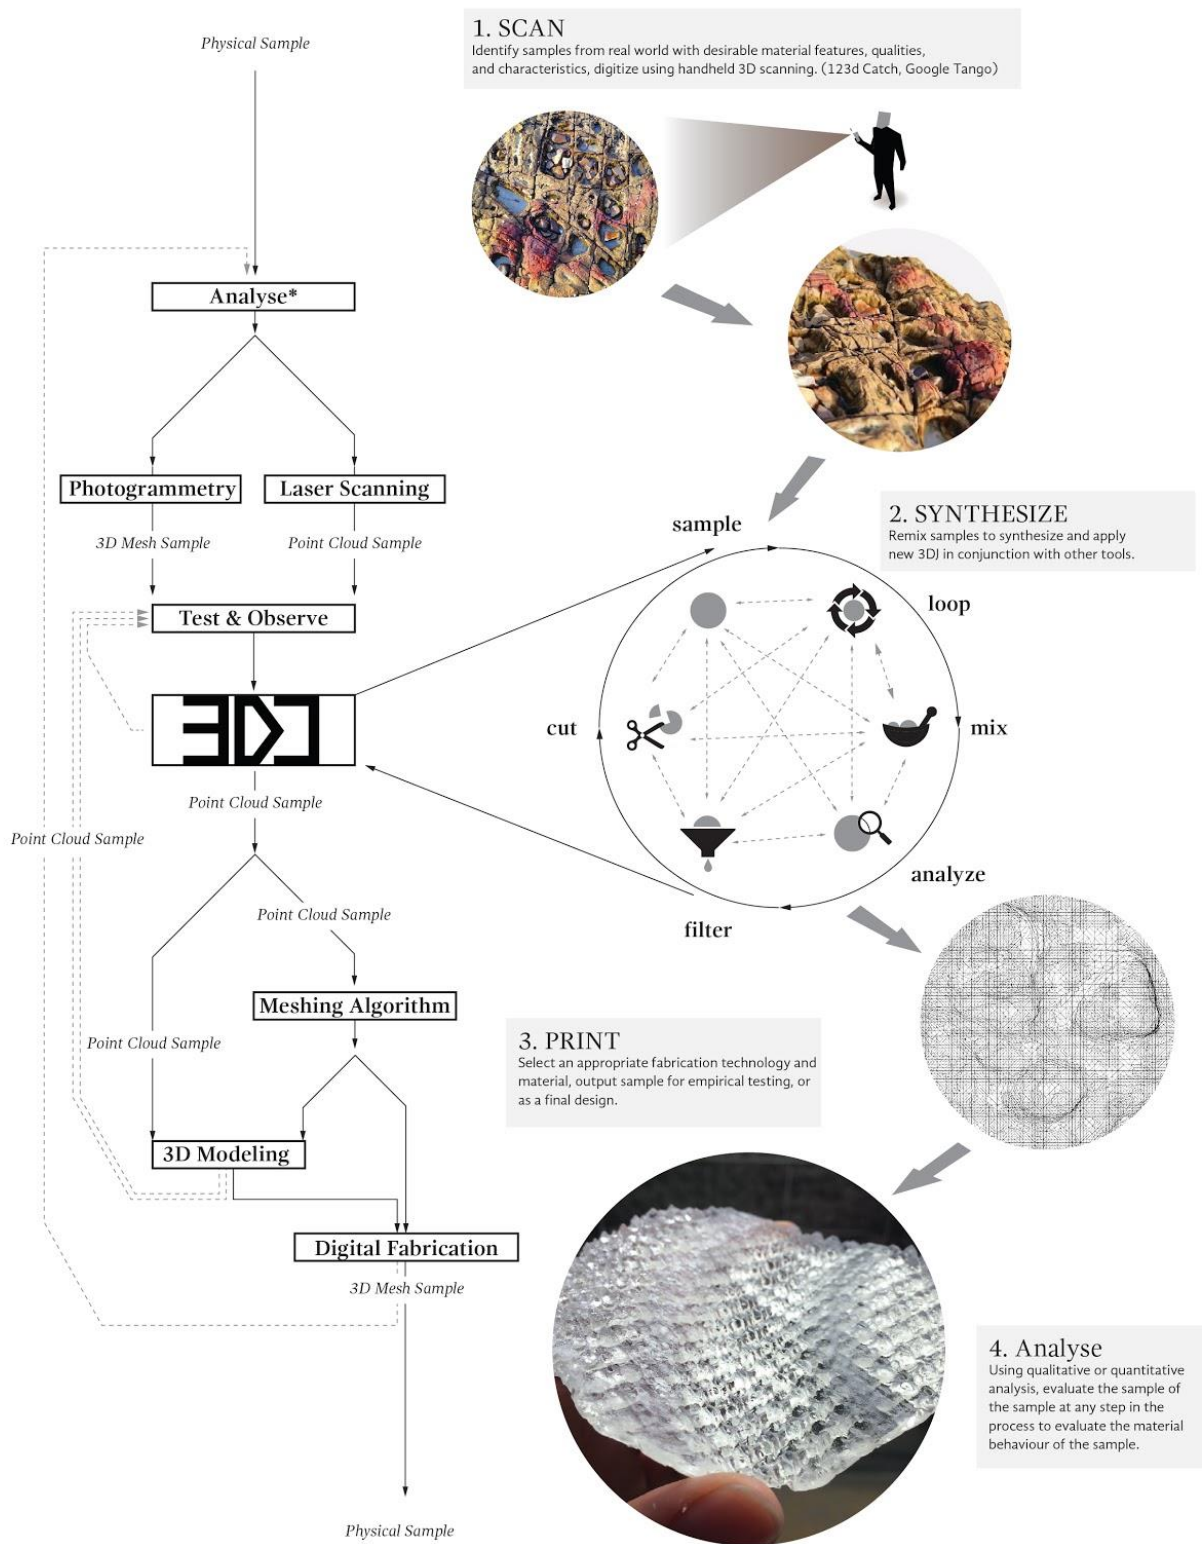 Physical Sample
Analyse*
Photogrammetry
Laser Scanning
3D Mesh Sample
Point Cloud Sample
Test & Observe
3DJ
Point Cloud Sample
Point Cloud Sample
Point Cloud Sample
Meshing Algorithm
Point Cloud Sample
3D Modeling
Digital Fabrication
3D Mesh Sample
Physical Sample
1. SCAN
Identify samples from real world with desirable material features, qualities,
and characteristics, digitize using handheld 3D scanning. (123d Catch, Google Tango)
2. SYNTHESIZE
Remix samples to synthesize and apply
new 3DJ in conjunction with other tools.
sample
loop
cut
mix
analyze
filter
3. PRINT
Select an appropriate fabrication technology and
material, output sample for empirical testing, or
as a final design.
4. Analyse
Using qualitative or quantitative
analysis, evaluate the sample of
the sample at any step in the
process to evaluate the material
behaviour of the sample.